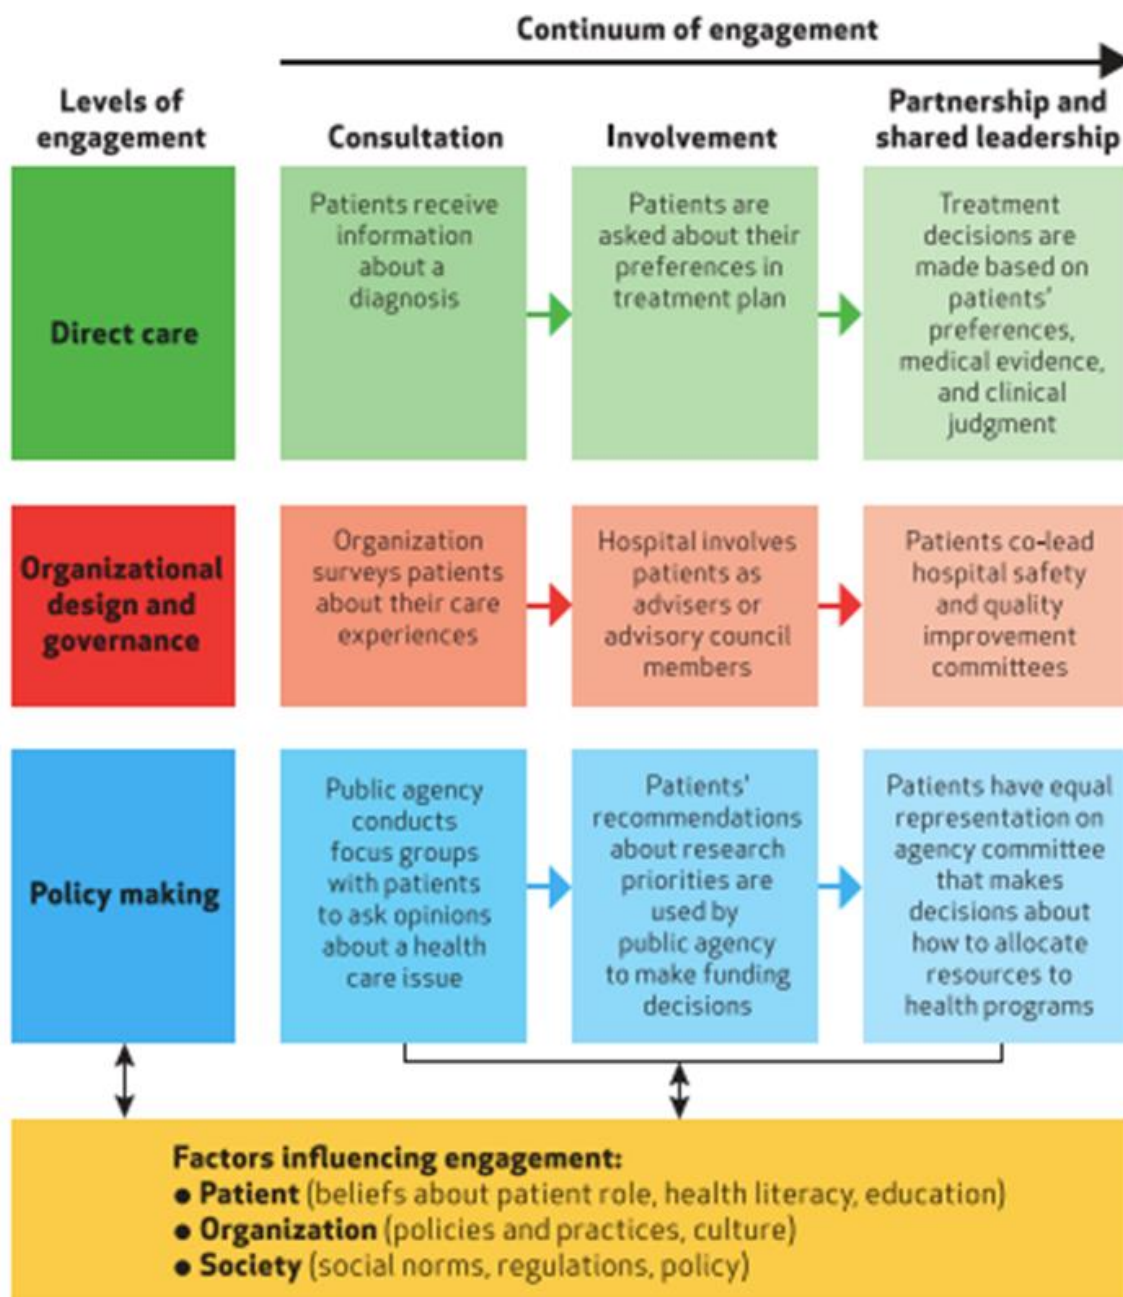 Continuum of engagement
Levels of
engagement
Consultation
Involvement
Partnership and
shared leadership
Direct care
Patients receive
information
about a
diagnosis
Patients are
asked about their
preferences in
treatment plan
Treatment
decisions are
made based on
patients'
preferences,
medical evidence,
and clinical
judgment
Organizational
design and
governance
Organization
surveys patients
about their care
experiences
Hospital involves
patients as
advisers or
advisory council
members
Patients co-lead
hospital safety
and quality
improvement
committees
Policy making
Public agency
conducts
focus groups
with patients
to ask opinions
about a health
care issue
Patients'
recommendations
about research
priorities are
used by
public agency
to make funding
decisions
Patients have equal
representation on
agency committee
that makes
decisions about
how to allocate
resources to
health programs
Factors influencing engagement:
● Patient (beliefs about patient role, health literacy, education)
● Organization (policies and practices, culture)
● Society (social norms, regulations, policy)